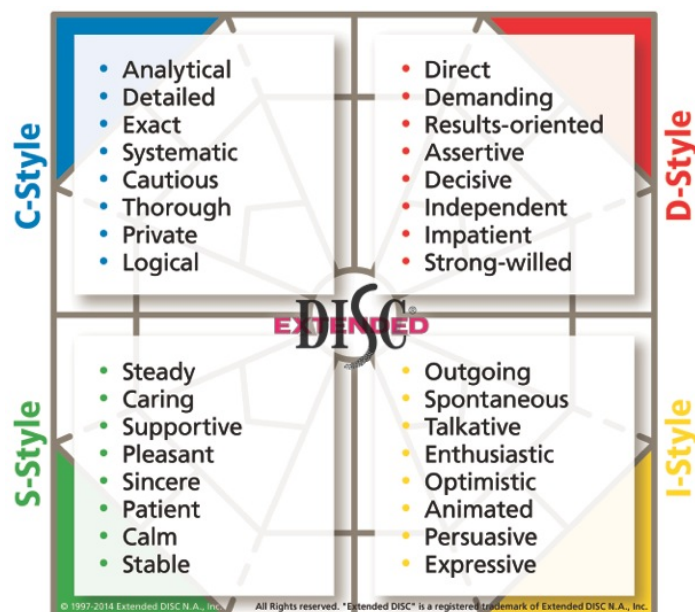 C-Style
• Analytical
• Detailed
• Exact
• Systematic
• Cautious
• Thorough
• Private
• Logical
D-Style
• Direct
• Demanding
• Results-oriented
• Assertive
• Decisive
• Independent
• Impatient
• Strong-willed
EXTENDED
DISC®
S-Style
• Steady
• Caring
• Supportive
• Pleasant
• Sincere
• Patient
• Calm
• Stable
I-Style
• Outgoing
• Spontaneous
• Talkative
• Enthusiastic
• Optimistic
• Animated
• Persuasive
• Expressive
© 1997-2014 Extended DISC N.A., Inc.
All Rights reserved. "Extended DISC" is a registered trademark of Extended DISC N.A., Inc.